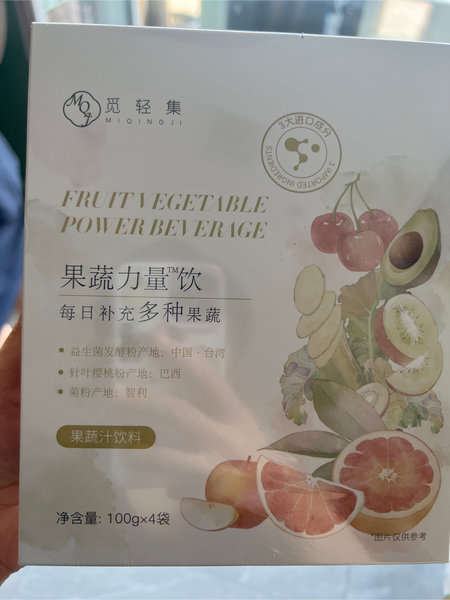 觅轻集
MIQINGJI
MQJ
3大进口成分
3 IMPORTED INGREDIENTS
FRUIT VEGETABLE
POWER BEVERAGE
果蔬力量™饮
每日补充多种果蔬
• 益生菌发酵粉产地：中国·台湾
• 针叶樱桃粉产地：巴西
• 菊粉产地：智利
果蔬汁饮料
净含量: 100g×4袋
*图片仅供参考